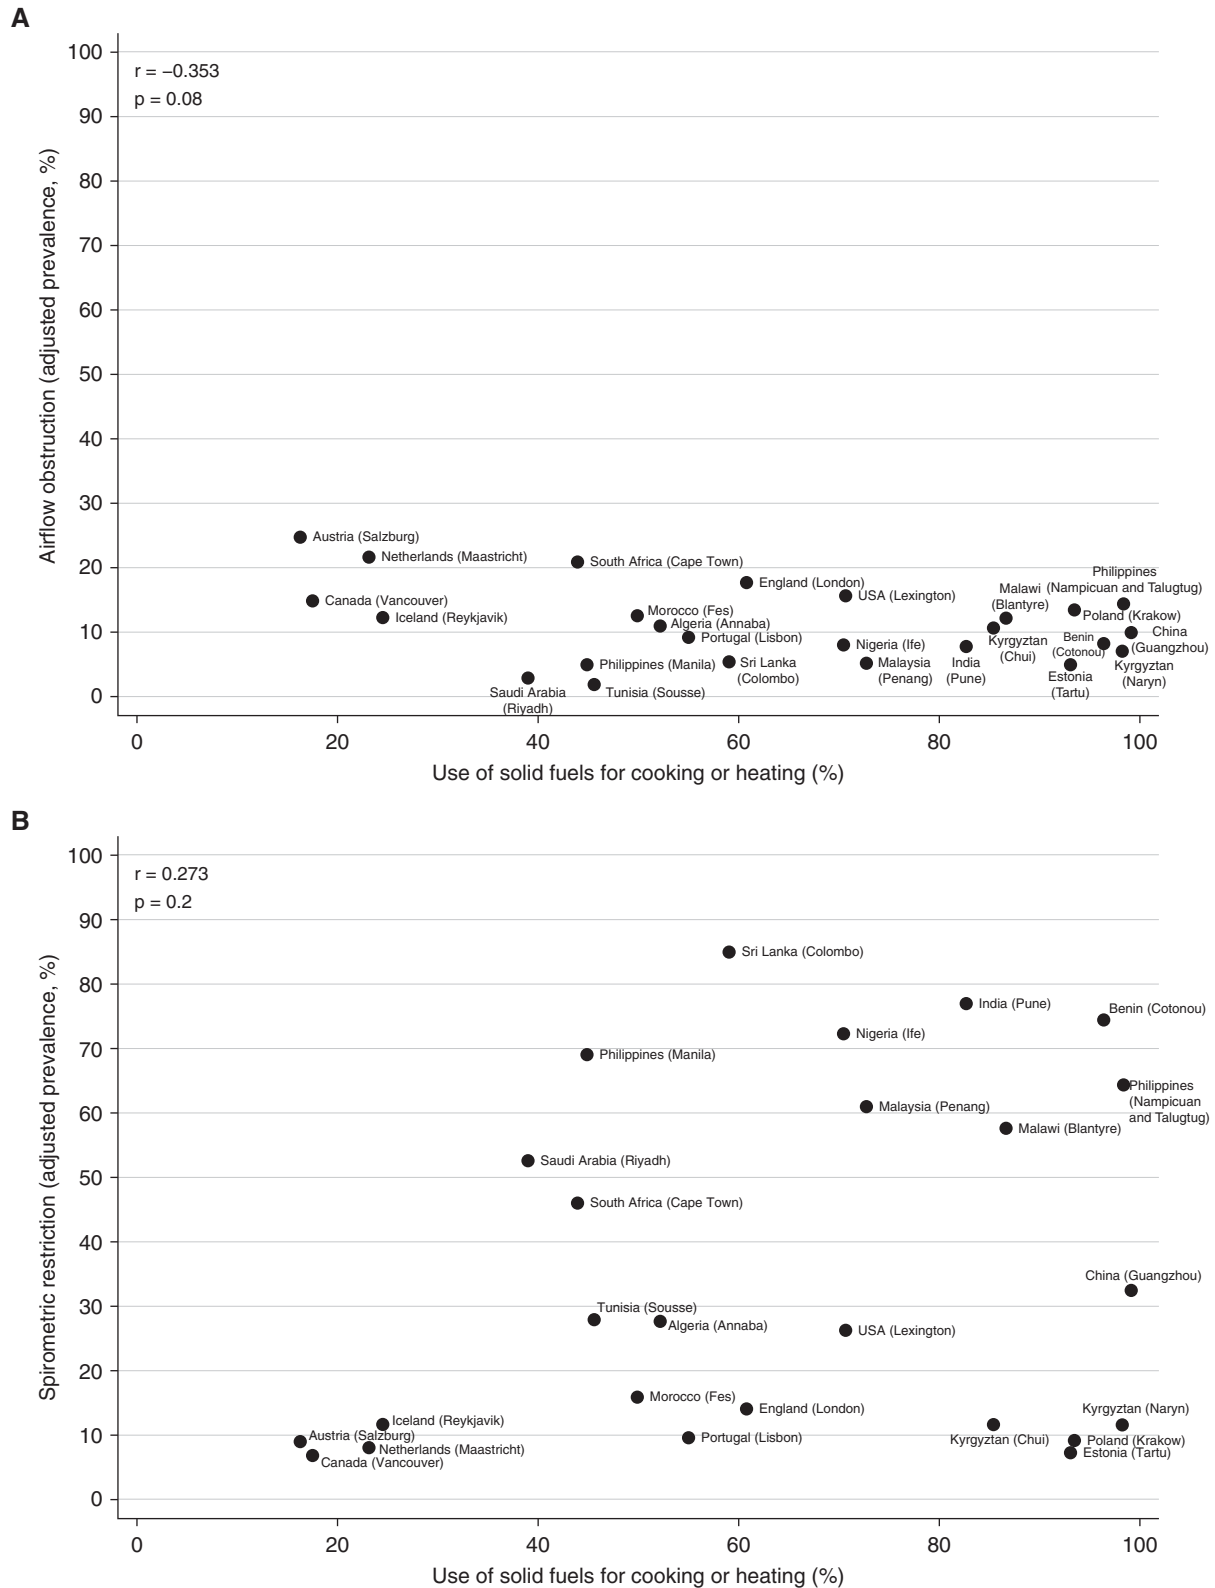 A
100
r = −0.353
p = 0.08
90
80
70
60
50
40
30
20
10
0
Airflow obstruction (adjusted prevalence, %)
Austria (Salzburg)
Netherlands (Maastricht)
South Africa (Cape Town)
England (London)
USA (Lexington)
Canada (Vancouver)
Iceland (Reykjavik)
Morocco (Fes)
Algeria (Annaba)
Portugal (Lisbon)
Nigeria (Ife)
Philippines (Manila)
Sri Lanka
(Colombo)
Malaysia
(Penang)
India
(Pune)
Saudi Arabia
(Riyadh)
Tunisia (Sousse)
Malawi
(Blantyre)
Philippines
(Nampicuan and Talugtug)
Poland (Krakow)
Kyrgyztan
(Chui)
Benin
(Cotonou)
China
(Guangzhou)
Estonia
(Tartu)
Kyrgyztan
(Naryn)
0 20 40 60 80 100
Use of solid fuels for cooking or heating (%)
B
100
r = 0.273
p = 0.2
90
80
70
60
50
40
30
20
10
0
Spirometric restriction (adjusted prevalence, %)
Sri Lanka (Colombo)
India (Pune)
Benin (Cotonou)
Nigeria (Ife)
Philippines (Manila)
Philippines
(Nampicuan
and Talugtug)
Malaysia (Penang)
Malawi (Blantyre)
Saudi Arabia (Riyadh)
South Africa (Cape Town)
China (Guangzhou)
Tunisia (Sousse)
Algeria (Annaba)
USA (Lexington)
Morocco (Fes)
England (London)
Kyrgyztan (Naryn)
Iceland (Reykjavik)
Austria (Salzburg)
Portugal (Lisbon)
Kyrgyztan (Chui)
Poland (Krakow)
Netherlands (Maastricht)
Estonia (Tartu)
Canada (Vancouver)
0 20 40 60 80 100
Use of solid fuels for cooking or heating (%)